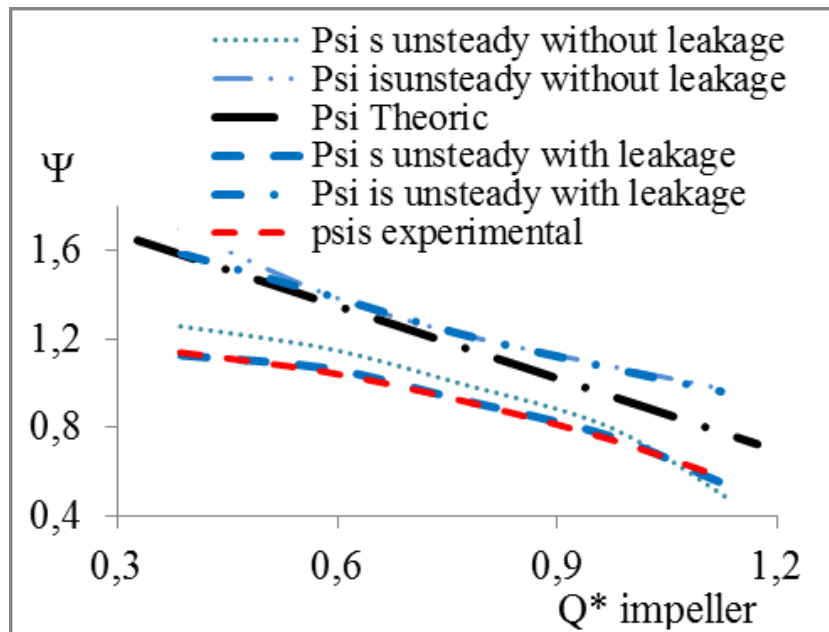 Psi s unsteady without leakage
Psi isunsteady without leakage
Psi Theoric
Psi s unsteady with leakage
Psi is unsteady with leakage
psis experimental
Ψ
1,6
1,2
0,8
0,4
0,3 0,6 0,9 1,2
Q* impeller